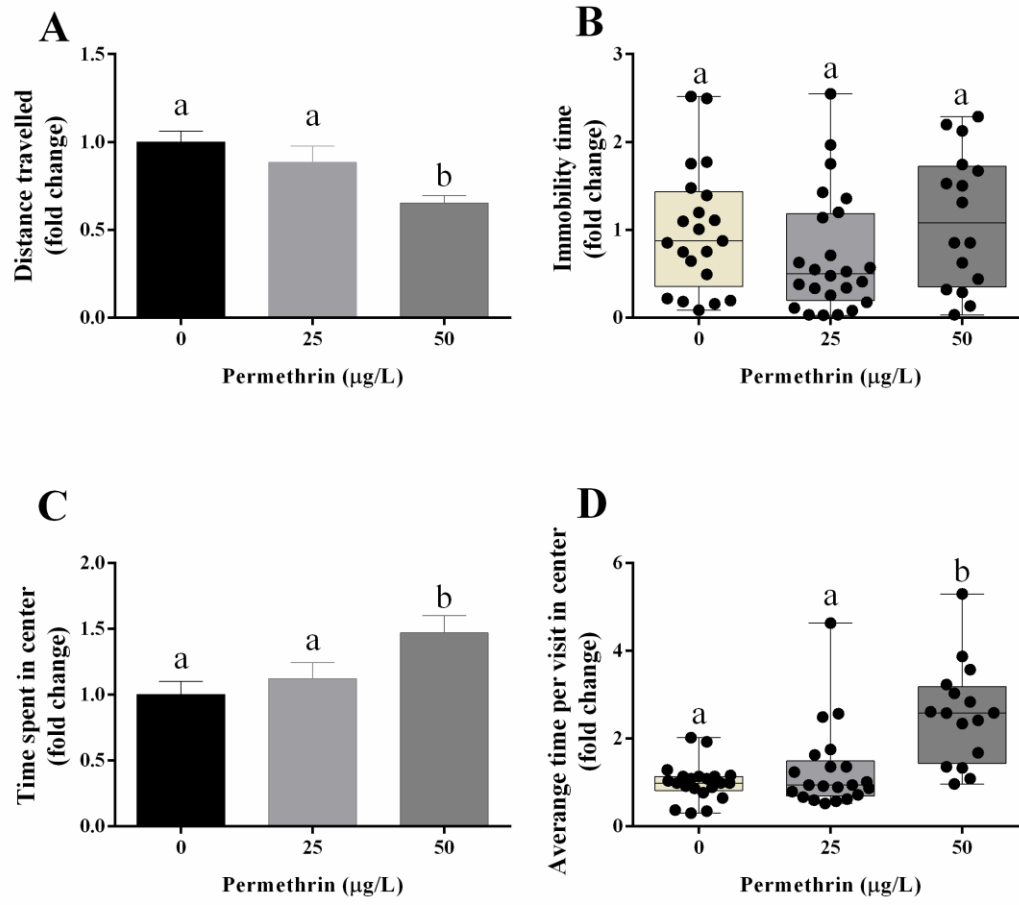 A
Distance travelled
(fold change)
1.5
1.0
0.5
0.0
a
a
b
0
25
50
Permethrin (μg/L)
B
Immobility time
(fold change)
3
2
1
0
a
a
a
0
25
50
Permethrin (μg/L)
C
Time spent in center
(fold change)
2.0
1.5
1.0
0.5
0.0
a
a
b
0
25
50
Permethrin (μg/L)
D
Averange time per visit in center
(fold change)
6
4
2
0
a
a
b
0
25
50
Permethrin (μg/L)